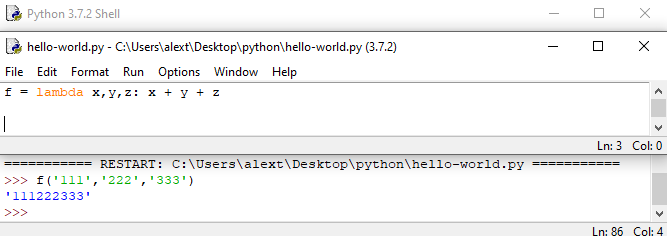 Python 3.7.2 Shell
hello-world.py - C:\Users\alext\Desktop\python\hello-world.py (3.7.2)
File Edit Format Run Options Window Help
f = lambda x,y,z: x + y + z
Ln: 3 Col: 0
=========== RESTART: C:\Users\alext\Desktop\python\hello-world.py ===========
>>> f('111','222','333')
'111222333'
>>>
Ln: 86 Col: 4